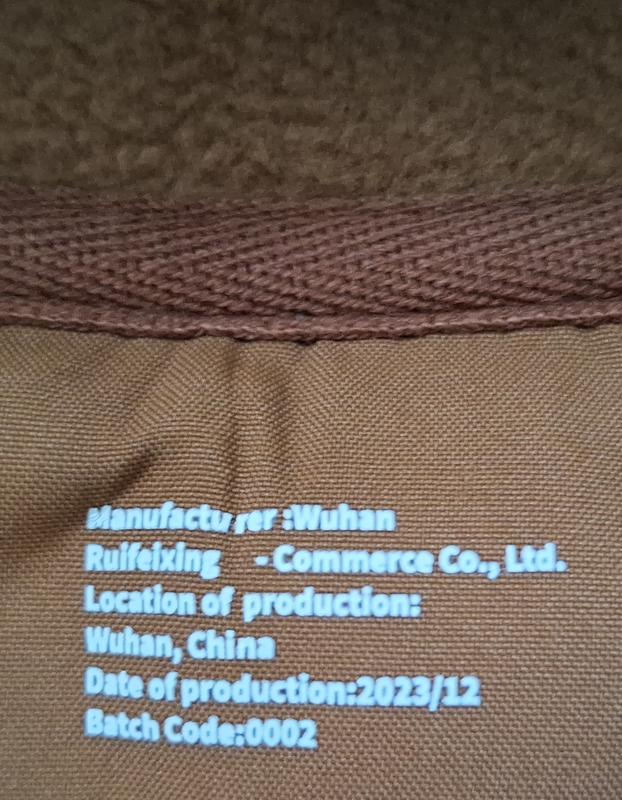 Manufacturer :Wuhan
Ruifeixing -Commerce Co., Ltd.
Location of production:
Wuhan, China
Date of production:2023/12
Batch Code:0002